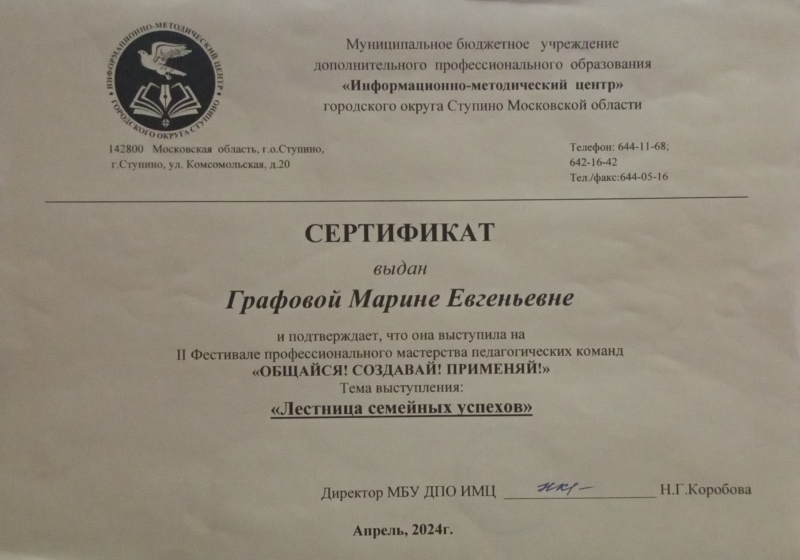 ИНФОРМАЦИОННО-МЕТОДИЧЕСКИЙ ЦЕНТР
ГОРОДСКОГО ОКРУГА СТУПИНО
Муниципальное бюджетное учреждение
дополнительного профессионального образования
«Информационно-методический центр»
городского округа Ступино Московской области
142800 Московская область, г.о.Ступино,
г.Ступино, ул. Комсомольская, д.20
Телефон: 644-11-68;
642-16-42
Тел./факс:644-05-16
СЕРТИФИКАТ
выдан
Графовой Марине Евгеньевне
и подтверждает, что она выступила на
II Фестивале профессионального мастерства педагогических команд
«ОБЩАЙСЯ! СОЗДАВАЙ! ПРИМЕНЯЙ!»
Тема выступления:
«Лестница семейных успехов»
Директор МБУ ДПО ИМЦ Н.Г.Коробова
Апрель, 2024г.